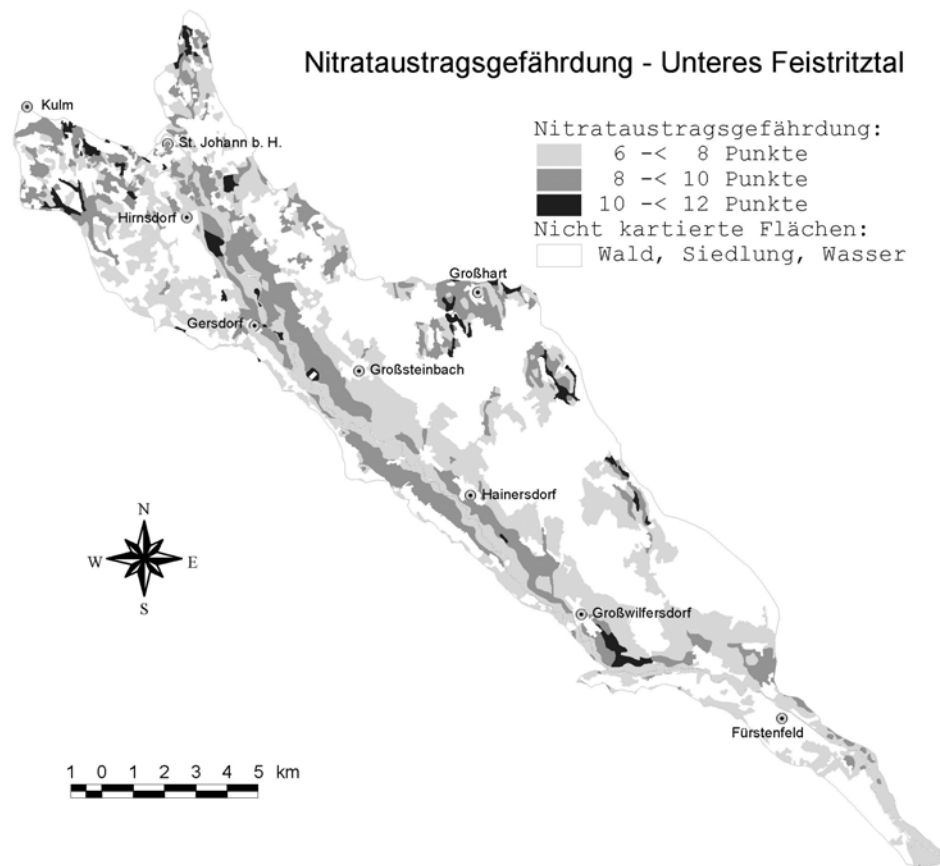 Nitrataustragsgefährdung - Unteres Feistritztal
Nitrataustragsgefährdung:
6 -< 8 Punkte
8 -< 10 Punkte
10 -< 12 Punkte
Nicht kartierte Flächen:
Wald, Siedlung, Wasser
Kulm
St. Johann b. H.
Hirnsdorf
Großhart
Gersdorf
Großsteinbach
Hainersdorf
N
W E
S
Großwilfersdorf
Fürstenfeld
1 0 1 2 3 4 5 km